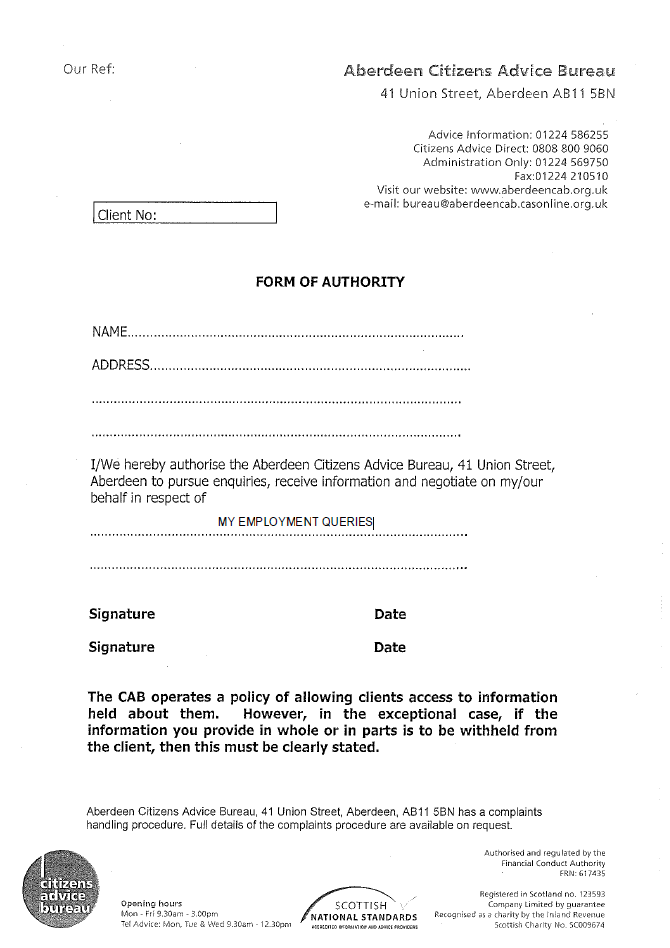 Our Ref:
Aberdeen Citizens Advice Bureau
41 Union Street, Aberdeen AB11 5BN
Advice Information: 01224 586255
Citizens Advice Direct: 0808 800 9060
Administration Only: 01224 569750
Fax:01224 210510
Visit our website: www.aberdeencab.org.uk
e-mail: bureau@aberdeencab.casonline.org.uk
Client No:
FORM OF AUTHORITY
NAME
ADDRESS
I/We hereby authorise the Aberdeen Citizens Advice Bureau, 41 Union Street,
Aberdeen to pursue enquiries, receive information and negotiate on my/our
behalf in respect of
MY EMPLOYMENT QUERIES
Signature Date
Signature Date
The CAB operates a policy of allowing clients access to information
held about them. However, in the exceptional case, if the
information you provide in whole or in parts is to be withheld from
the client, then this must be clearly stated.
Aberdeen Citizens Advice Bureau, 41 Union Street, Aberdeen, AB11 5BN has a complaints
handling procedure. Full details of the complaints procedure are available on request.
citizens
advice
bureau
Opening hours
Mon - Fri 9.30am - 3.00pm
Tel Advice: Mon, Tue & Wed 9.30am - 12.30pm
SCOTTISH
NATIONAL STANDARDS
ACCREDITED INFORMATION AND ADVICE PROVIDERS
Authorised and regulated by the
Financial Conduct Authority
FRN: 617435
Registered in Scotland no. 123593
Company Limited by guarantee
Recognised as a charity by the Inland Revenue
Scottish Charity No. SC009674